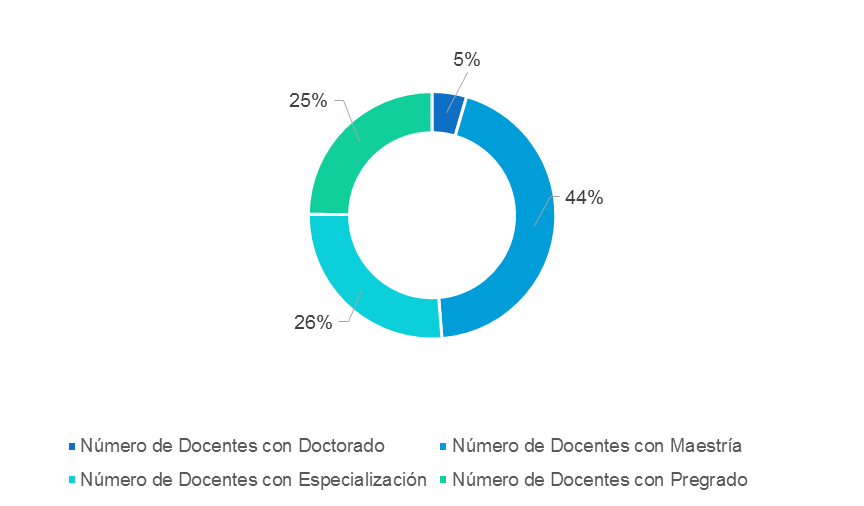 5%
25%
44%
26%
Número de Docentes con Doctorado
Número de Docentes con Maestría
Número de Docentes con Especialización
Número de Docentes con Pregrado